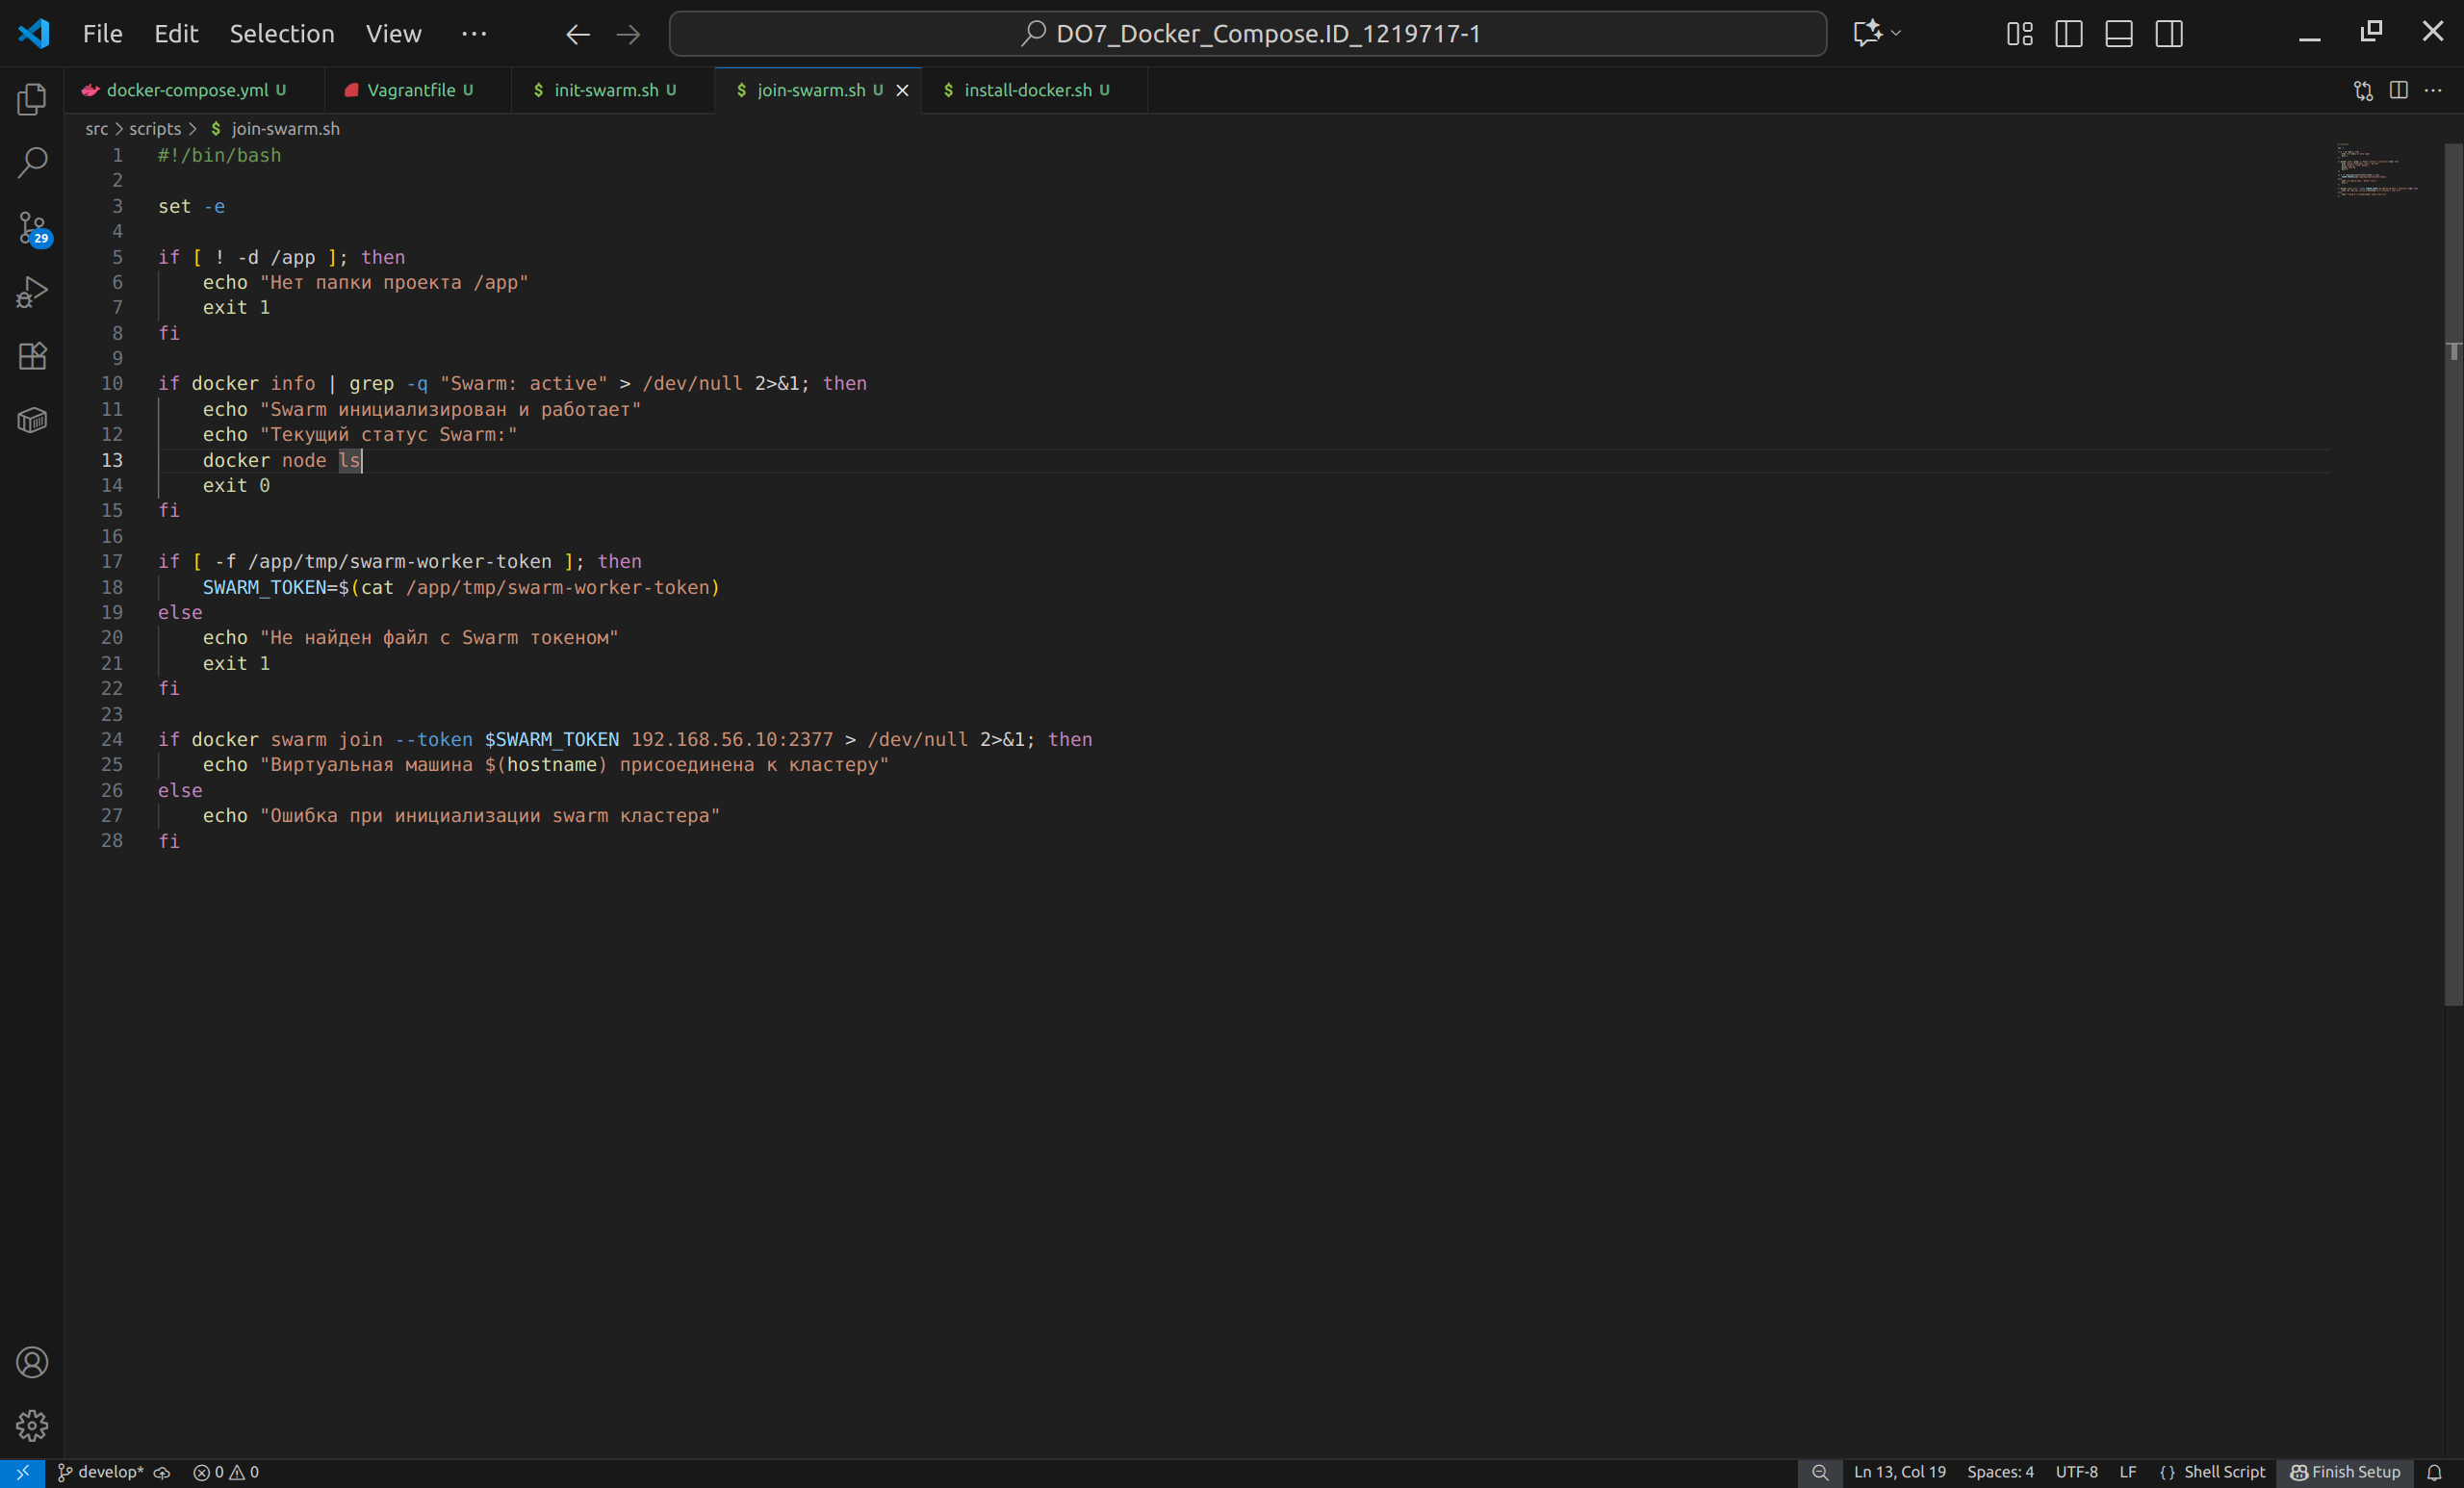 File Edit Selection View ··· DO7_Docker_Compose.ID_1219717-1
docker-compose.yml U Vagrantfile U init-swarm.sh U join-swarm.sh U install-docker.sh U
src > scripts > $ join-swarm.sh
1 #!/bin/bash
2
3 set -e
4
5 if [ ! -d /app ]; then
6 echo "Нет папки проекта /app"
7 exit 1
8 fi
9
10 if docker info | grep -q "Swarm: active" > /dev/null 2>&1; then
11 echo "Swarm инициализирован и работает"
12 echo "Текущий статус Swarm:"
13 docker node ls
14 exit 0
15 fi
16
17 if [ -f /app/tmp/swarm-worker-token ]; then
18 SWARM_TOKEN=$(cat /app/tmp/swarm-worker-token)
19 else
20 echo "Не найден файл с Swarm токеном"
21 exit 1
22 fi
23
24 if docker swarm join --token $SWARM_TOKEN 192.168.56.10:2377 > /dev/null 2>&1; then
25 echo "Виртуальная машина $(hostname) присоединена к кластеру"
26 else
27 echo "Ошибка при инициализации swarm кластера"
28 fi
29
develop* 0 0 Ln 13, Col 19 Spaces: 4 UTF-8 LF {} Shell Script Finish Setup